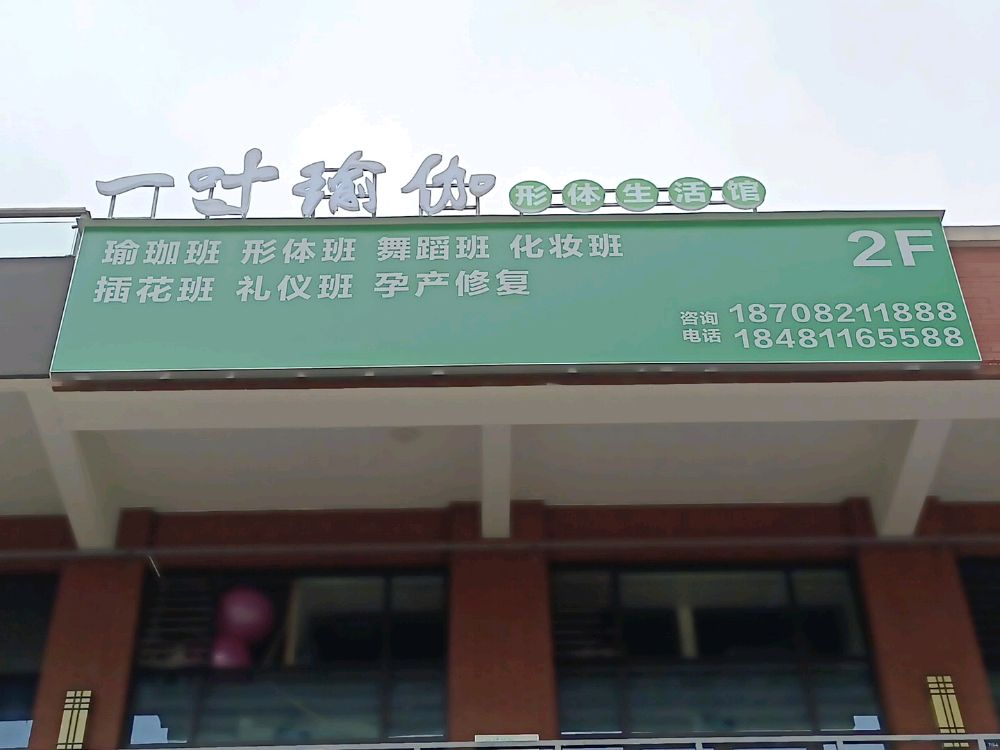 一叶瑜伽 形体生活馆
瑜珈班 形体班 舞蹈班 化妆班
2F
插花班 礼仪班 孕产修复
咨询
电话
18708211888
18481165588